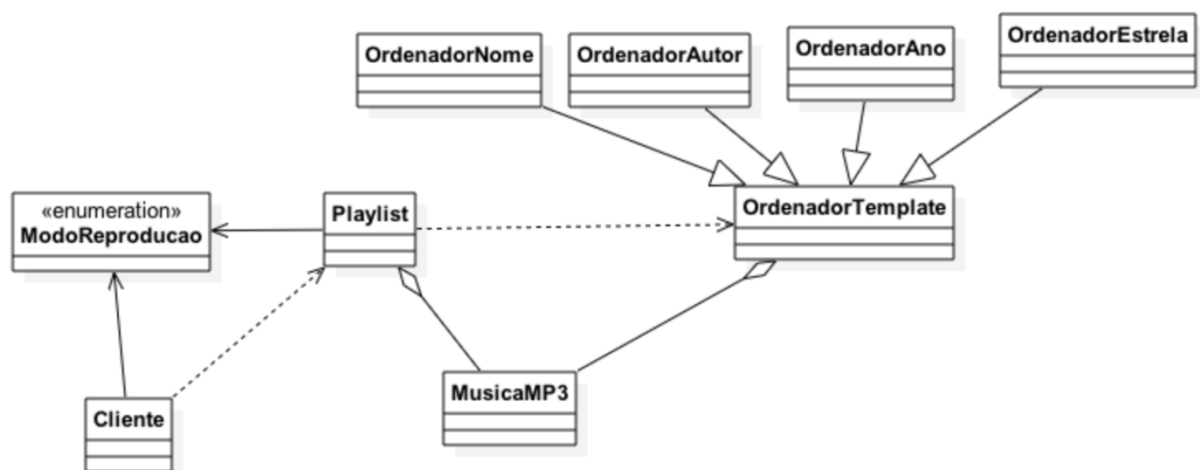 OrdenadorNome
OrdenadorAutor
OrdenadorAno
OrdenadorEstrela
«enumeration»
ModoReproducao
Playlist
OrdenadorTemplate
Cliente
MusicaMP3